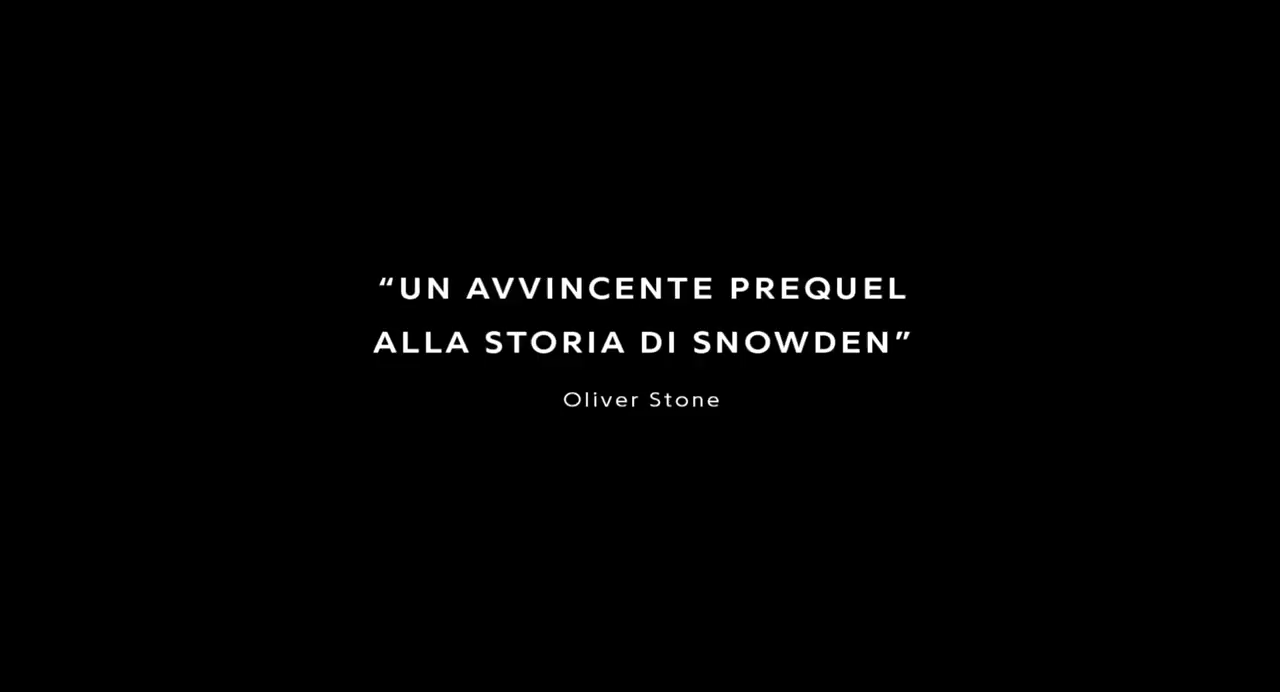 “UN AVVINCENTE PREQUEL
ALLA STORIA DI SNOWDEN”
Oliver Stone